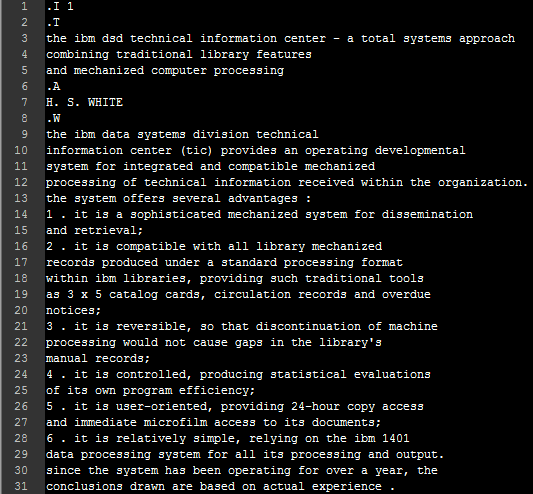 1 .I 1
2 .T
3 the ibm dsd technical information center - a total systems approach
4 combining traditional library features
5 and mechanized computer processing
6 .A
7 H. S. WHITE
8 .W
9 the ibm data systems division technical
10 information center (tic) provides an operating developmental
11 system for integrated and compatible mechanized
12 processing of technical information received within the organization.
13 the system offers several advantages :
14 1 . it is a sophisticated mechanized system for dissemination
15 and retrieval;
16 2 . it is compatible with all library mechanized
17 records produced under a standard processing format
18 within ibm libraries, providing such traditional tools
19 as 3 x 5 catalog cards, circulation records and overdue
20 notices;
21 3 . it is reversible, so that discontinuation of machine
22 processing would not cause gaps in the library's
23 manual records;
24 4 . it is controlled, producing statistical evaluations
25 of its own program efficiency;
26 5 . it is user-oriented, providing 24-hour copy access
27 and immediate microfilm access to its documents;
28 6 . it is relatively simple, relying on the ibm 1401
29 data processing system for all its processing and output.
30 since the system has been operating for over a year, the
31 conclusions drawn are based on actual experience .